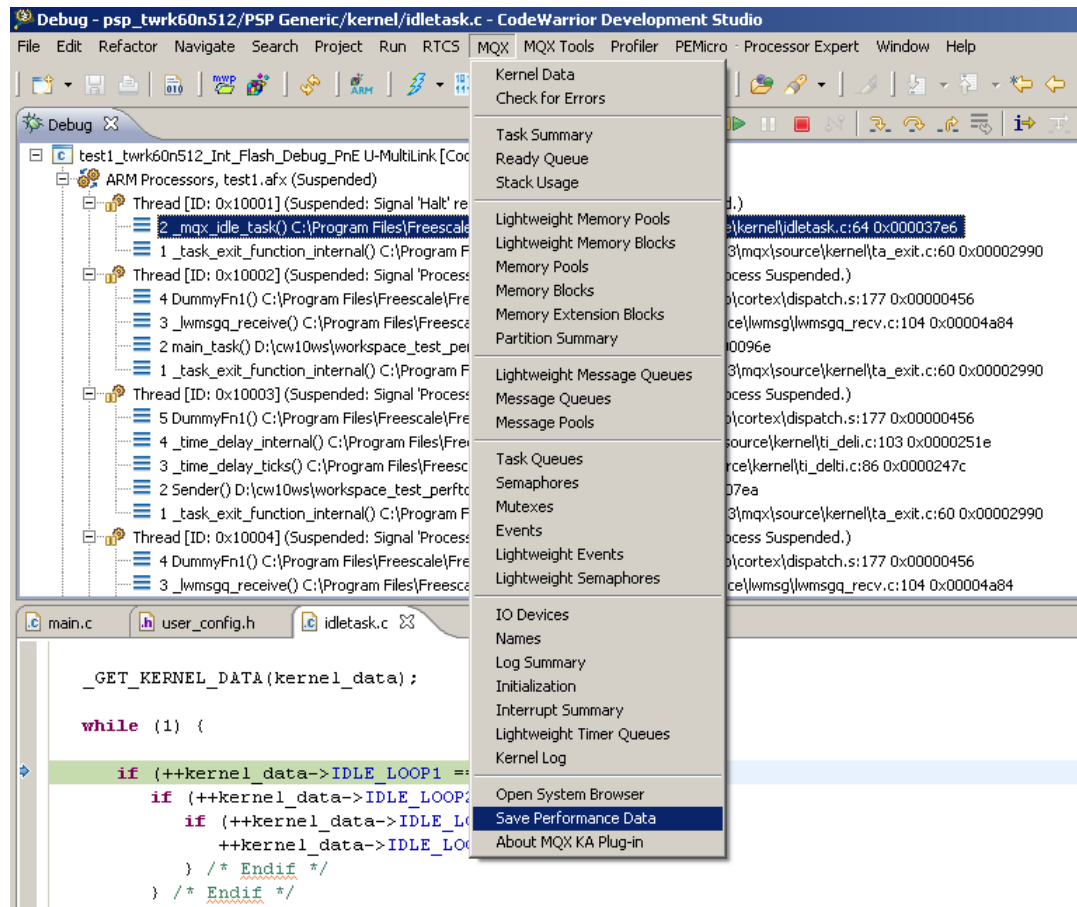 Debug - psp_twrk60n512/PSP Generic/kernel/idletask.c - CodeWarrior Development Studio
File Edit Refactor Navigate Search Project Run RTCS MQX MQX Tools Profiler PEMicro Processor Expert Window Help
Debug
test1_twrk60n512_Int_Flash_Debug_PnE U-MultiLink [Coc
ARM Processors, test1.afx (Suspended)
Thread [ID: 0x10001] (Suspended: Signal 'Halt' re d.)
2 _mqx_idle_task() C:\Program Files\Freescale \kernel\idletask.c:64 0x000037e6
1 _task_exit_function_internal() C:\Program F 3\mqx\source\kernel\ta_exit.c:60 0x00002990
Thread [ID: 0x10002] (Suspended: Signal 'Process ocess Suspended.)
4 DummyFn1() C:\Program Files\Freescale\Fre \cortex\dispatch.s:177 0x00000456
3 _lwmsgq_receive() C:\Program Files\Freesca ce\lwmsg\lwmsgq_recv.c:104 0x00004a84
2 main_task() D:\cw10ws\workspace_test_per 0096e
1 _task_exit_function_internal() C:\Program F 3\mqx\source\kernel\ta_exit.c:60 0x00002990
Thread [ID: 0x10003] (Suspended: Signal 'Process ocess Suspended.)
5 DummyFn1() C:\Program Files\Freescale\Fre \cortex\dispatch.s:177 0x00000456
4 _time_delay_internal() C:\Program Files\Free source\kernel\ti_deli.c:103 0x0000251e
3 _time_delay_ticks() C:\Program Files\Freesc rce\kernel\ti_delti.c:86 0x0000247c
2 Sender() D:\cw10ws\workspace_test_perfto 07ea
1 _task_exit_function_internal() C:\Program F 3\mqx\source\kernel\ta_exit.c:60 0x00002990
Thread [ID: 0x10004] (Suspended: Signal 'Process ocess Suspended.)
4 DummyFn1() C:\Program Files\Freescale\Fre \cortex\dispatch.s:177 0x00000456
3 _lwmsgq_receive() C:\Program Files\Freesca ce\lwmsg\lwmsgq_recv.c:104 0x00004a84
Kernel Data
Check for Errors
Task Summary
Ready Queue
Stack Usage
Lightweight Memory Pools
Lightweight Memory Blocks
Memory Pools
Memory Blocks
Memory Extension Blocks
Partition Summary
Lightweight Message Queues
Message Queues
Message Pools
Task Queues
Semaphores
Mutexes
Events
Lightweight Events
Lightweight Semaphores
IO Devices
Names
Log Summary
Initialization
Interrupt Summary
Lightweight Timer Queues
Kernel Log
Open System Browser
Save Performance Data
About MQX KA Plug-in
main.c user_config.h idletask.c
_GET_KERNEL_DATA(kernel_data);
while (1) {
if (++kernel_data->IDLE_LOOP1 ==
if (++kernel_data->IDLE_LOOP2
if (++kernel_data->IDLE_LO
++kernel_data->IDLE_LOO
} /* Endif */
} /* Endif */